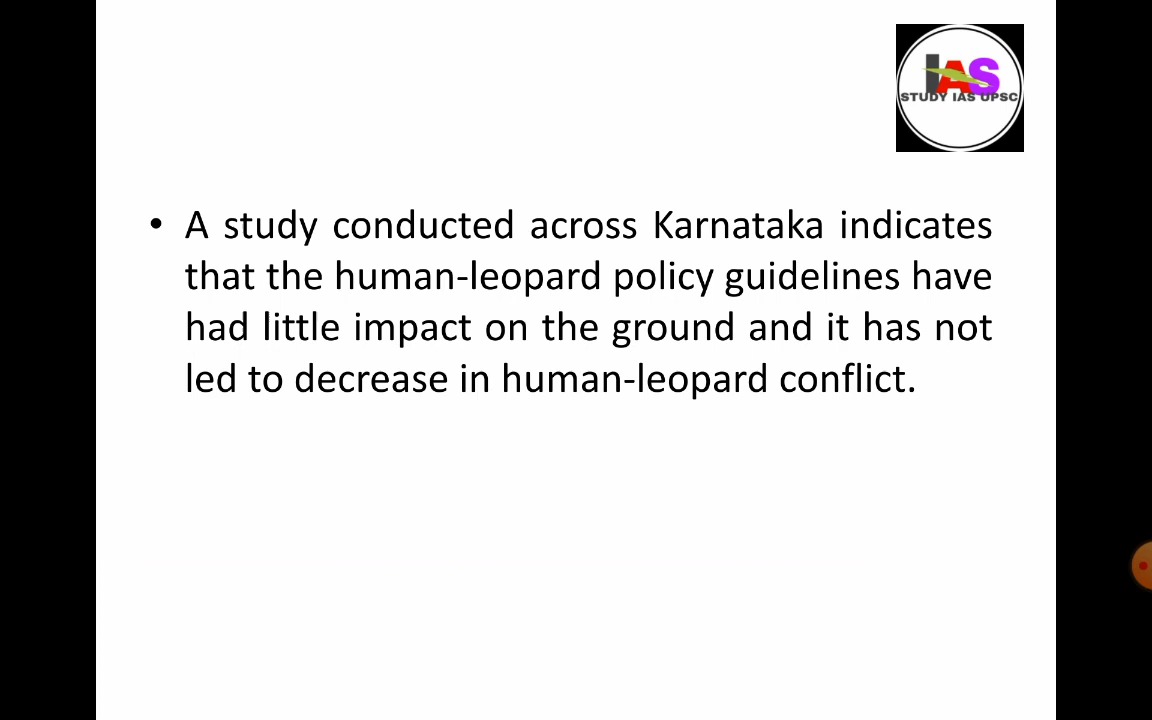 IAS
STUDY IAS UPSC
• A study conducted across Karnataka indicates
that the human-leopard policy guidelines have
had little impact on the ground and it has not
led to decrease in human-leopard conflict.